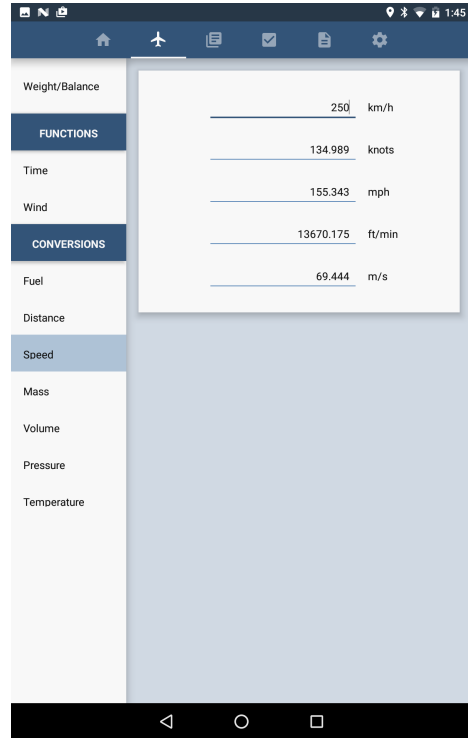 1:45
Weight/Balance
FUNCTIONS
Time
Wind
CONVERSIONS
Fuel
Distance
Speed
Mass
Volume
Pressure
Temperature
250 km/h
134.989 knots
155.343 mph
13670.175 ft/min
69.444 m/s